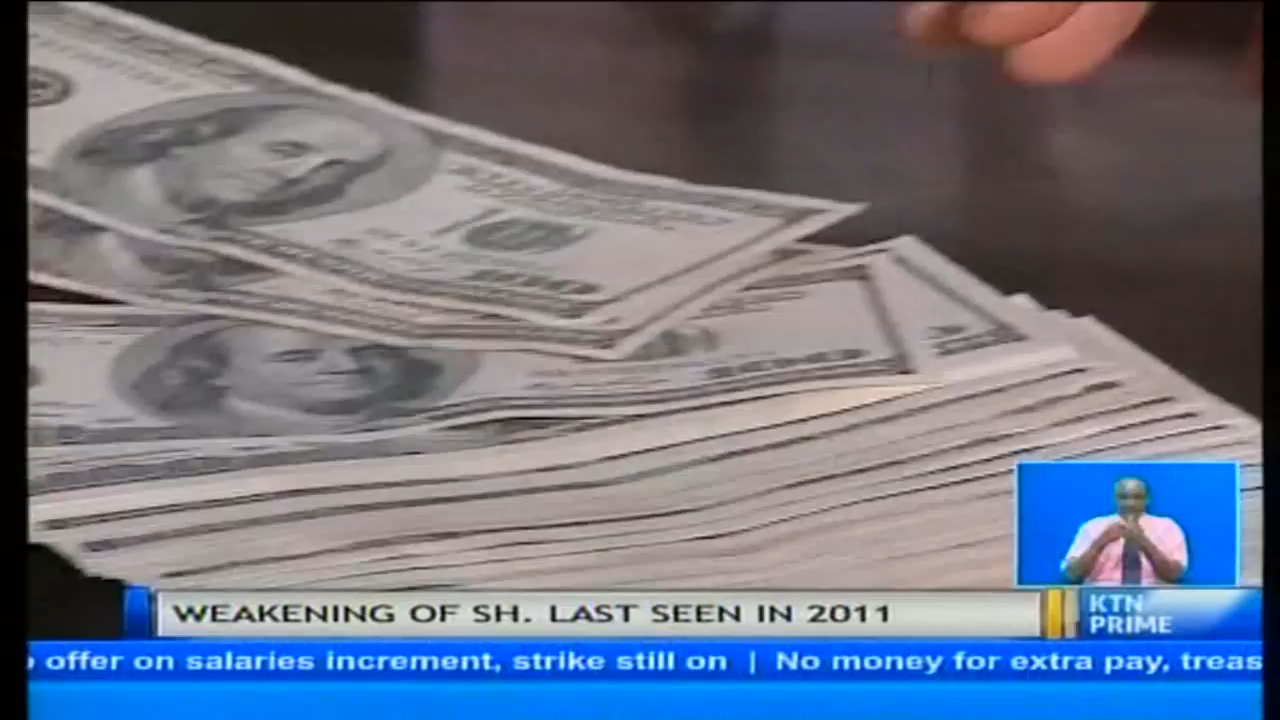 100
WEAKENING OF SH. LAST SEEN IN 2011
KTN
PRIME
offer on salaries increment, strike still on | No money for extra pay, treas